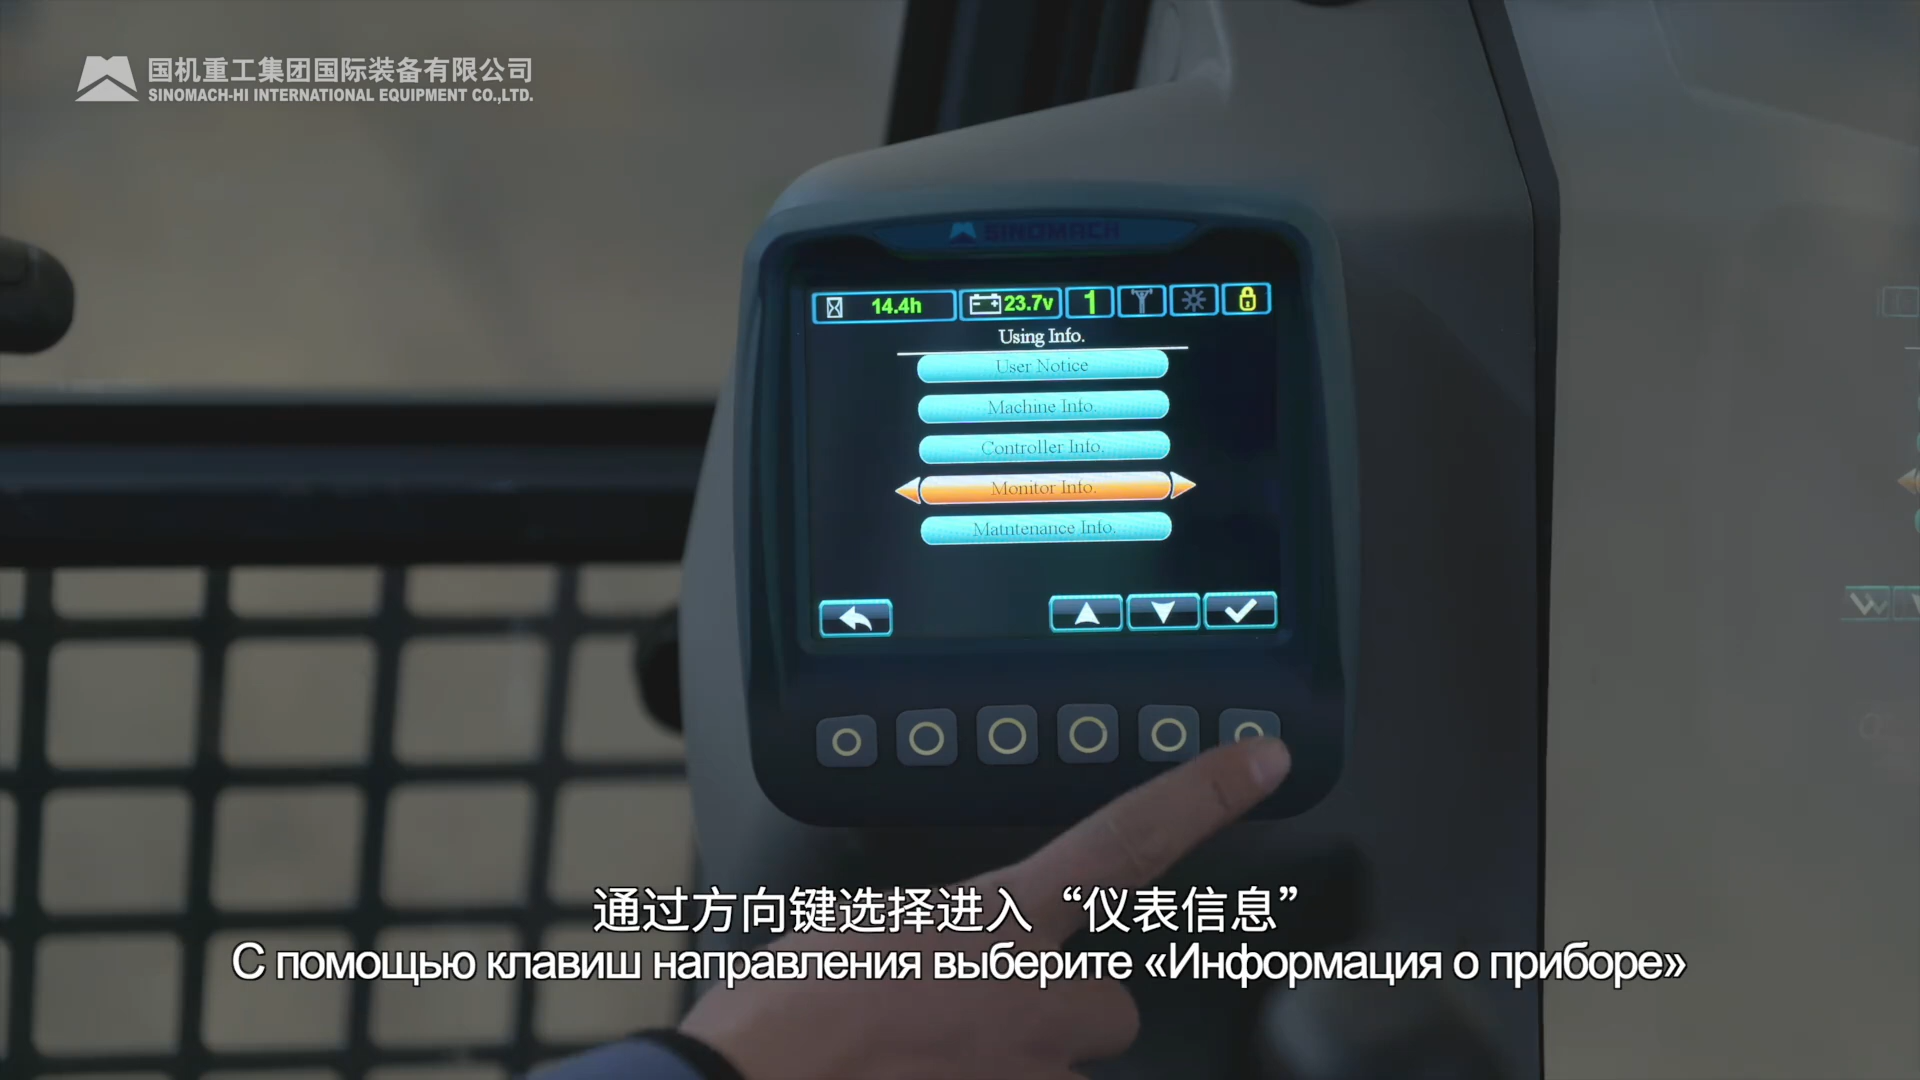 国机重工集团国际装备有限公司
SINOMACH-HI INTERNATIONAL EQUIPMENT CO.,LTD.
SINOMACH
14.4h
23.7v
1
Using Info.
User Notice
Machine Info.
Controller Info.
Monitor Info.
Matntenance Info.
通过方向键选择进入“仪表信息”
С помощью клавиш направления выберите «Информация о приборе»